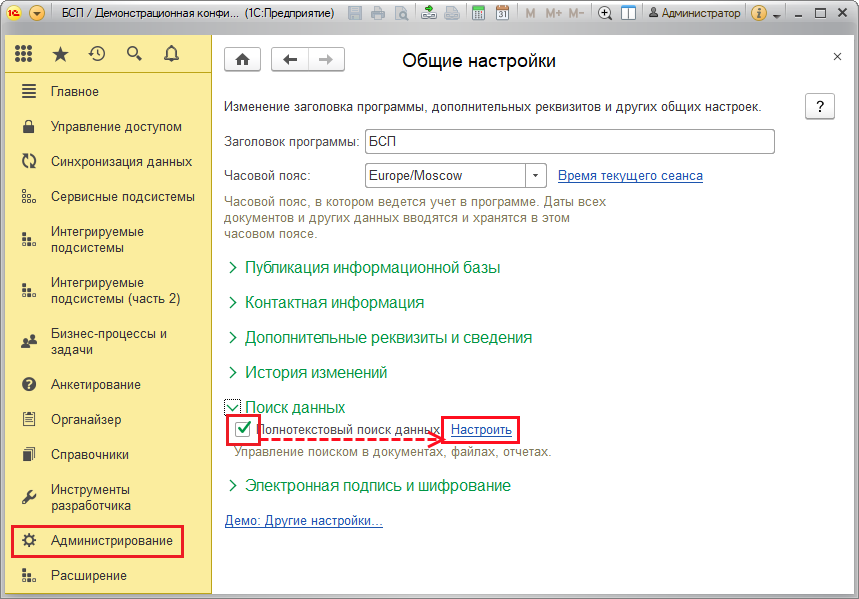 БСП / Демонстрационная конфи... (1С:Предприятие)
M M+ M-
31
Администратор
Главное
Управление доступом
Синхронизация данных
Сервисные подсистемы
Интегрируемые
подсистемы
Интегрируемые
подсистемы (часть 2)
Бизнес-процессы и
задачи
Анкетирование
Органайзер
Справочники
Инструменты
разработчика
Администрирование
Расширение
Общие настройки
Изменение заголовка программы, дополнительных реквизитов и других общих настроек.
?
Заголовок программы: БСП
Часовой пояс: Europe/Moscow Время текущего сеанса
Часовой пояс, в котором ведется учет в программе. Даты всех
документов и других данных вводятся и хранятся в этом
часовом поясе.
Публикация информационной базы
Контактная информация
Дополнительные реквизиты и сведения
История изменений
Поиск данных
Полнотекстовый поиск данных Настроить
Управление поиском в документах, файлах, отчетах.
Электронная подпись и шифрование
Демо: Другие настройки...